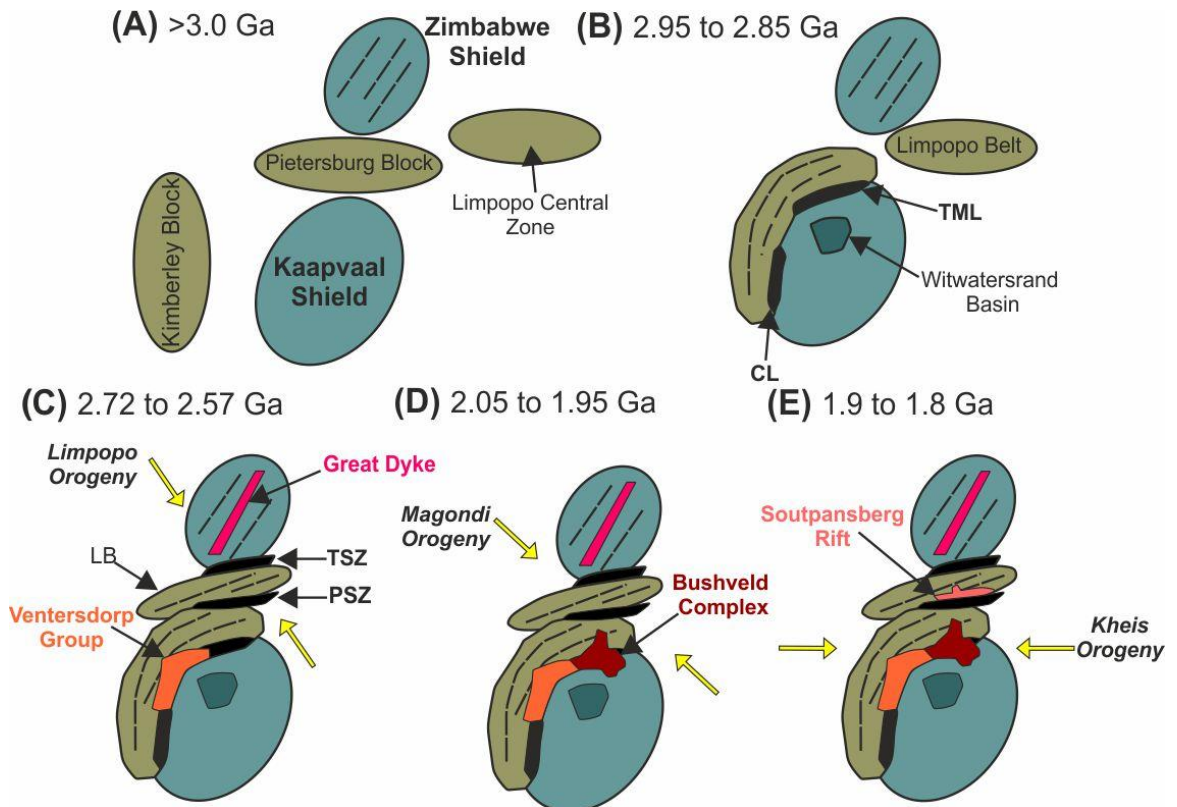 (A) >3.0 Ga
Zimbabwe
Shield
Pietersburg Block
Limpopo Central
Zone
Kimberley Block
Kaapvaal
Shield
(B) 2.95 to 2.85 Ga
Limpopo Belt
TML
Witwatersrand
Basin
CL
(C) 2.72 to 2.57 Ga
Limpopo
Orogeny
Great Dyke
LB
TSZ
PSZ
Ventersdorp
Group
(D) 2.05 to 1.95 Ga
Magondi
Orogeny
Bushveld
Complex
(E) 1.9 to 1.8 Ga
Soutpansberg
Rift
Kheis
Orogeny